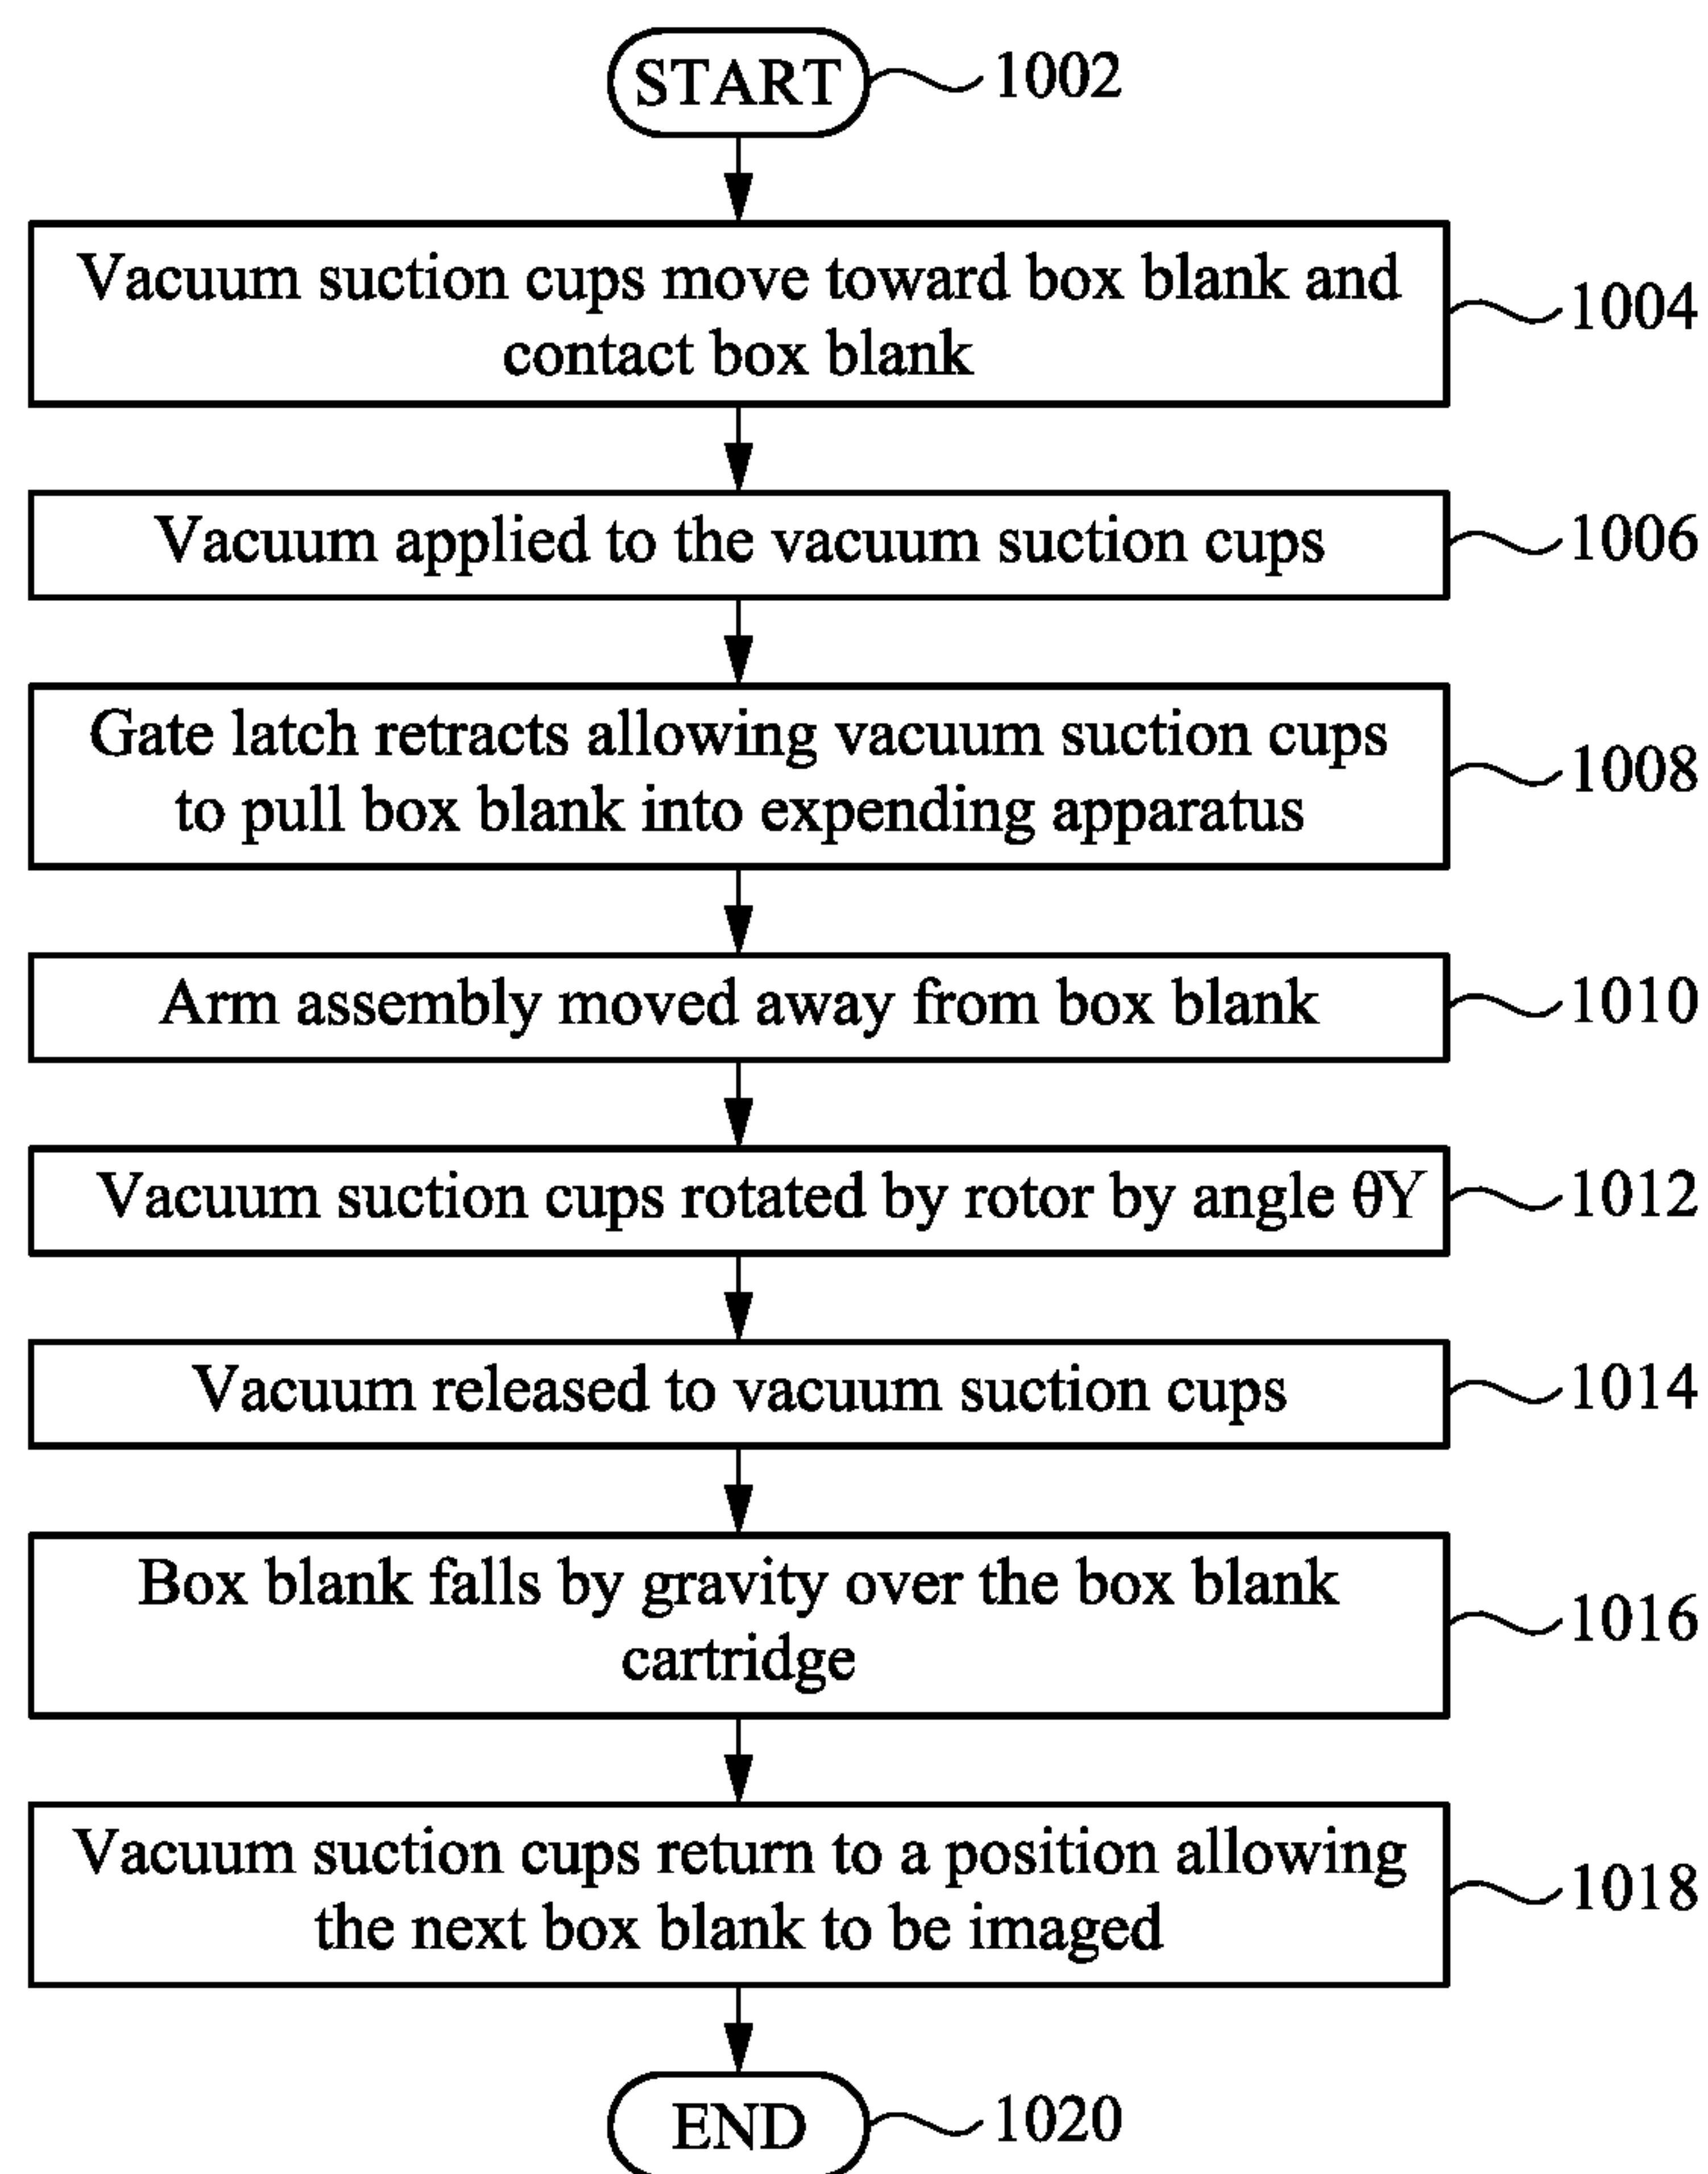 START
1002
Vacuum suction cups move toward box blank and
contact box blank
1004
Vacuum applied to the vacuum suction cups
1006
Gate latch retracts allowing vacuum suction cups
to pull box blank into expending apparatus
1008
Arm assembly moved away from box blank
1010
Vacuum suction cups rotated by rotor by angle θY
1012
Vacuum released to vacuum suction cups
1014
Box blank falls by gravity over the box blank
cartridge
1016
Vacuum suction cups return to a position allowing
the next box blank to be imaged
1018
END
1020